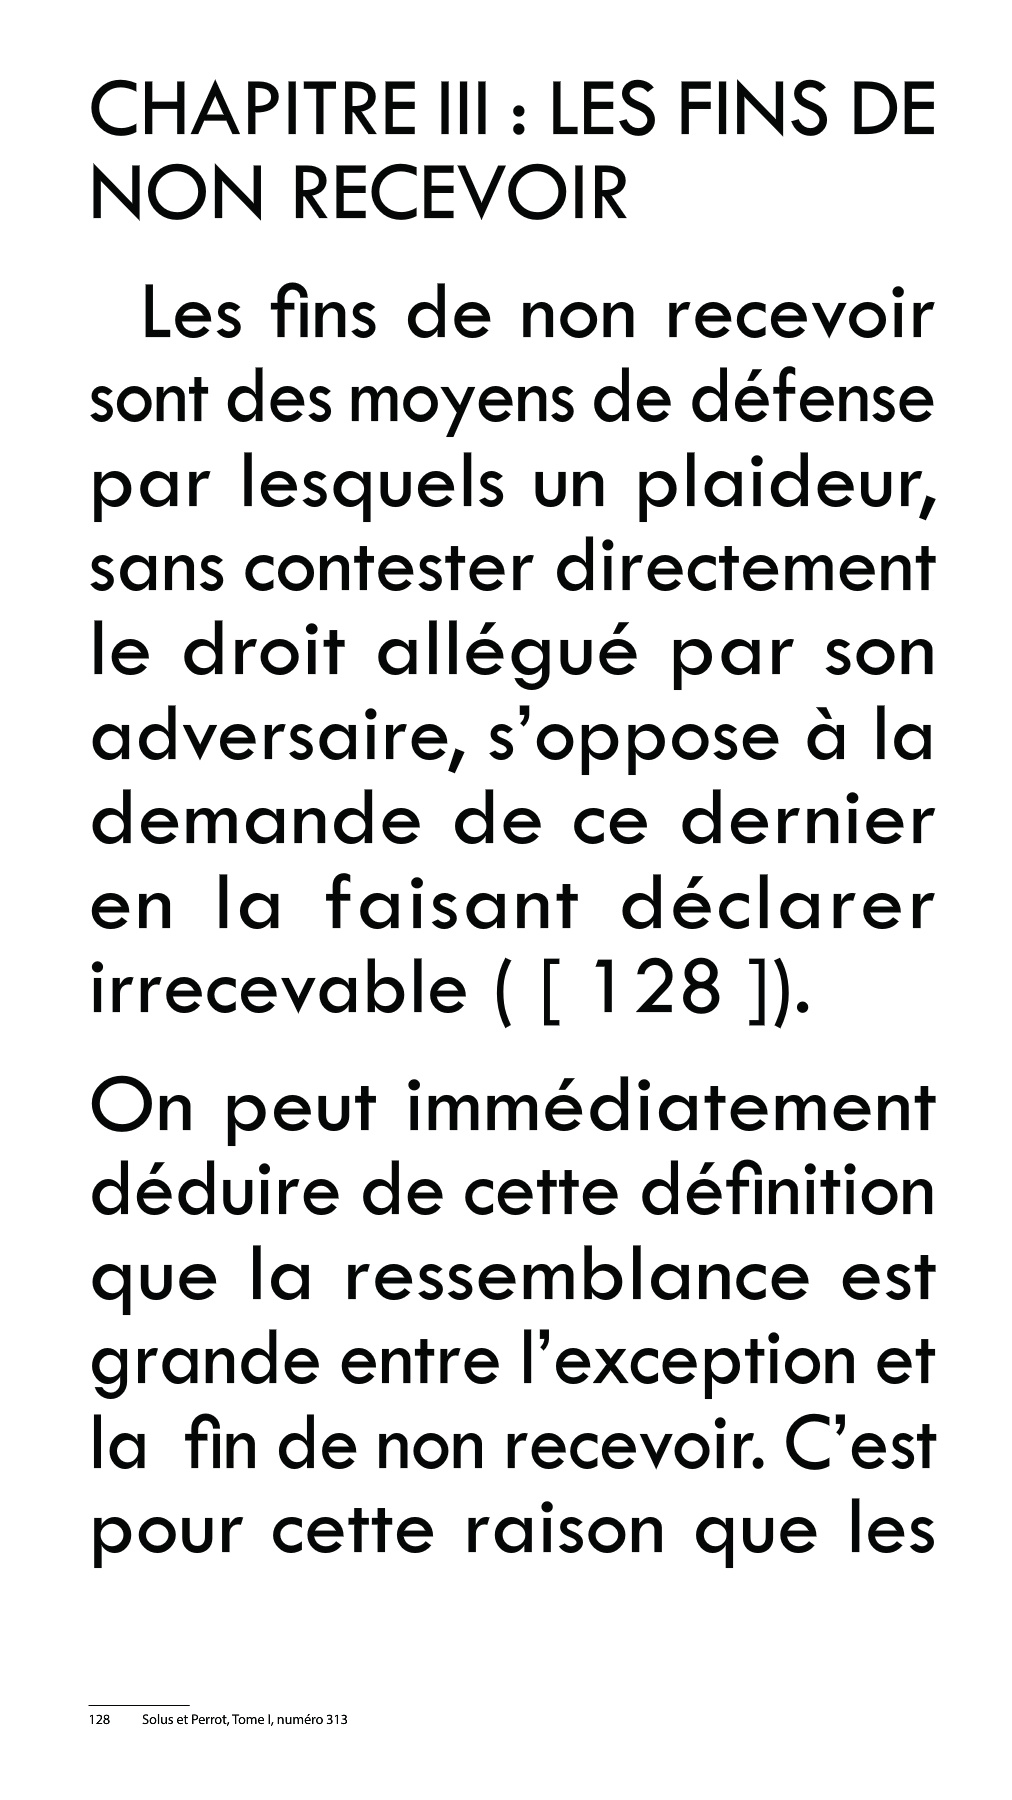 CHAPITRE III : LES FINS DE
NON RECEVOIR
Les fins de non recevoir
sont des moyens de défense
par lesquels un plaideur,
sans contester directement
le droit allégué par son
adversaire, s’oppose à la
demande de ce dernier
en la faisant déclarer
irrecevable ( [ 128 ]).
On peut immédiatement
déduire de cette définition
que la ressemblance est
grande entre l’exception et
la fin de non recevoir. C’est
pour cette raison que les
128 Solus et Perrot, Tome I, numéro 313